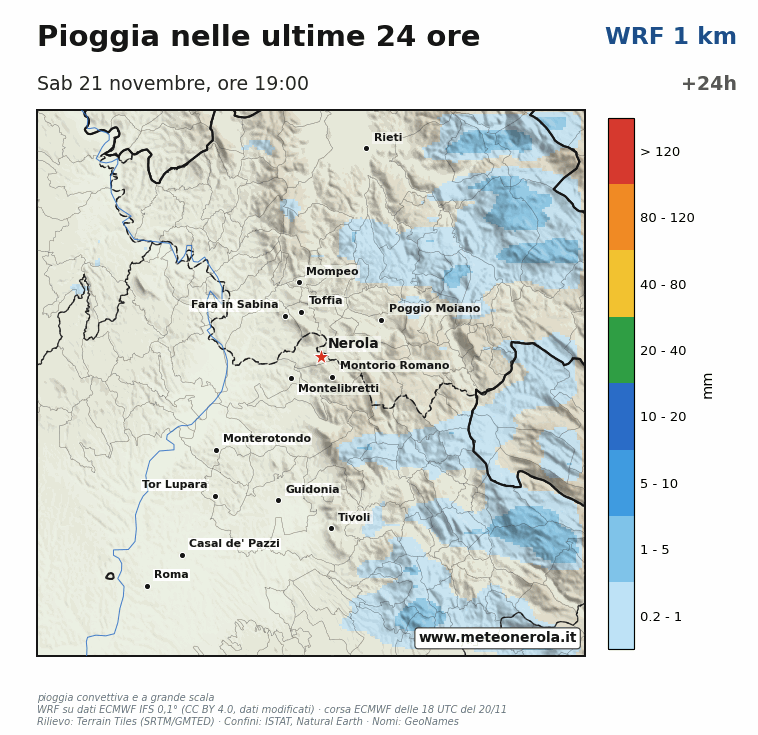 Pioggia nelle ultime 24 ore
WRF 1 km
Sab 21 novembre, ore 19:00
+24h
Rieti
Mompeo
Fara in Sabina
Toffia
Poggio Moiano
Nerola
Montorio Romano
Montelibretti
Monterotondo
Tor Lupara
Guidonia
Tivoli
Casal de' Pazzi
Roma
www.meteonerola.it
> 120
80 - 120
40 - 80
20 - 40
10 - 20
5 - 10
1 - 5
0.2 - 1
mm
pioggia convettiva e a grande scala
WRF su dati ECMWF IFS 0,1° (CC BY 4.0, dati modificati) · corsa ECMWF delle 18 UTC del 20/11
Rilievo: Terrain Tiles (SRTM/GMTED) · Confini: ISTAT, Natural Earth · Nomi: GeoNames